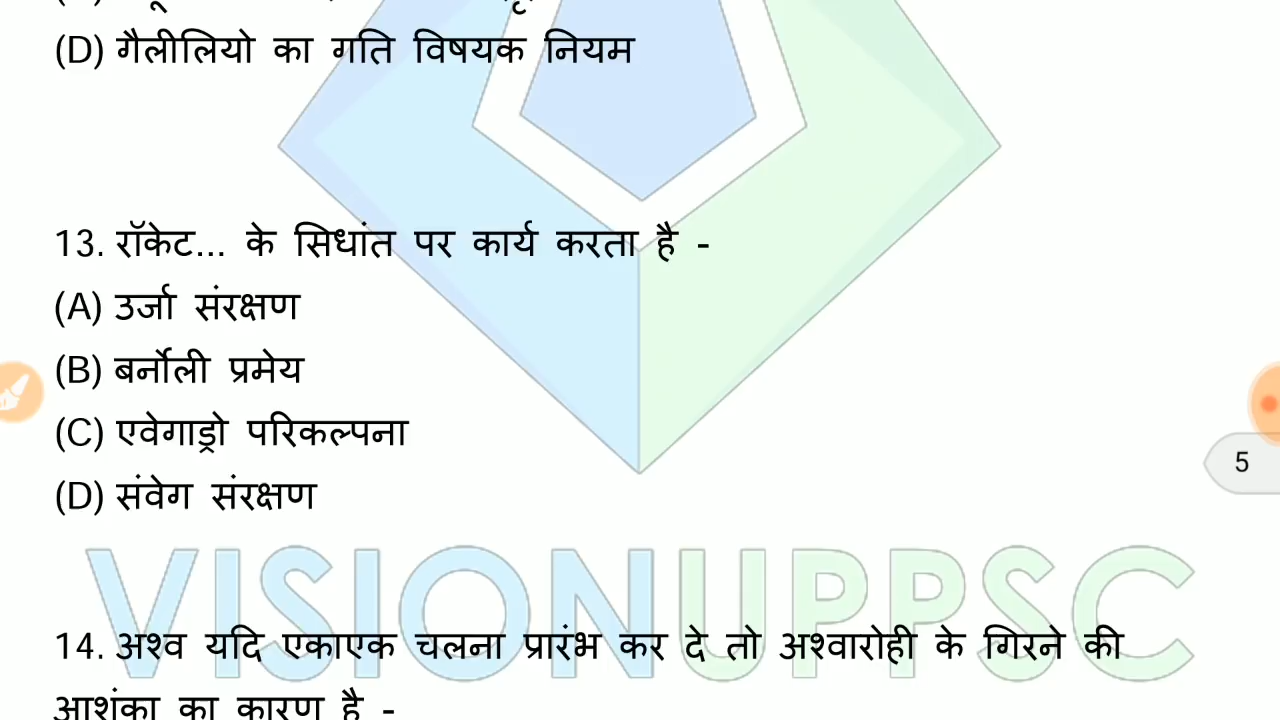 (D) गैलीलियो का गति विषयक नियम
13. रॉकेट... के सिधांत पर कार्य करता है -
(A) उर्जा संरक्षण
(B) बर्नोली प्रमेय
(C) एवेगाड्रो परिकल्पना
(D) संवेग संरक्षण
5
VISIONUPPSC
14. अश्व यदि एकाएक चलना प्रारंभ कर दे तो अश्वारोही के गिरने की
आशंका का कारण है -